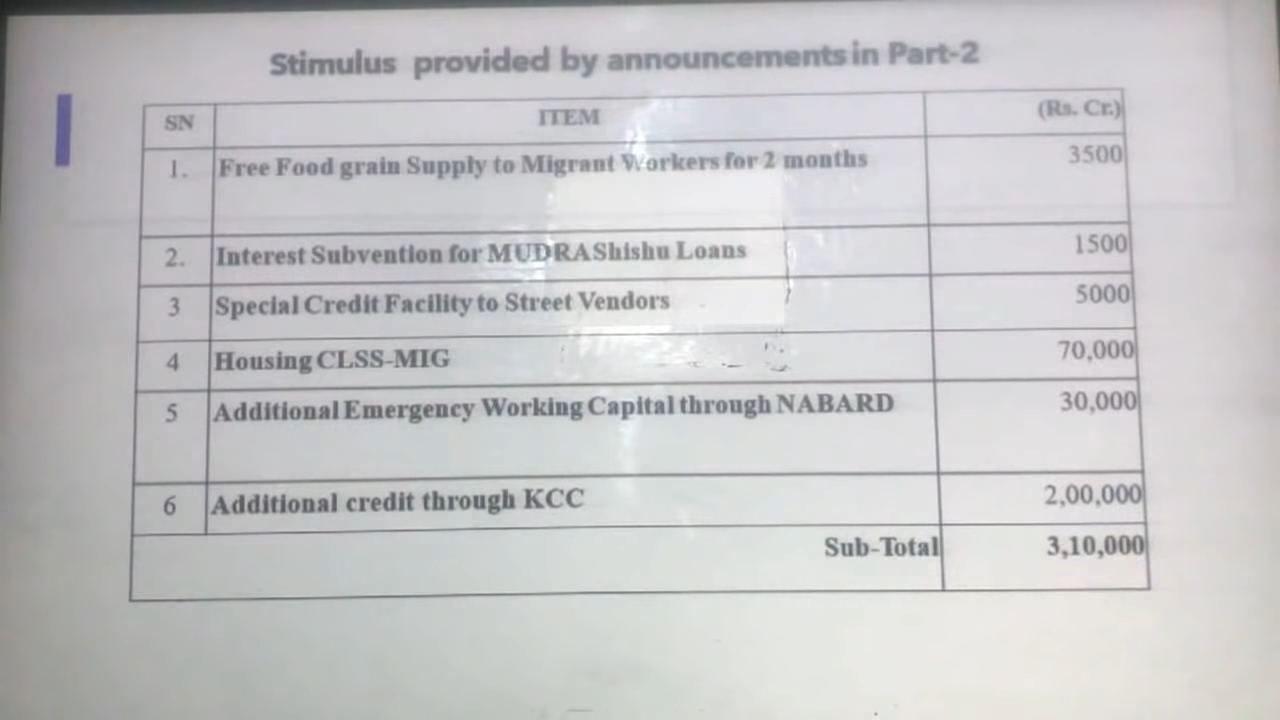 Stimulus provided by announcements in Part-2
SN ITEM (Rs. Cr.)
1. Free Food grain Supply to Migrant Workers for 2 months 3500
2. Interest Subvention for MUDRAShishu Loans 1500
3 Special Credit Facility to Street Vendors 5000
4 Housing CLSS-MIG 70,000
5 Additional Emergency Working Capital through NABARD 30,000
6 Additional credit through KCC 2,00,000
Sub-Total 3,10,000